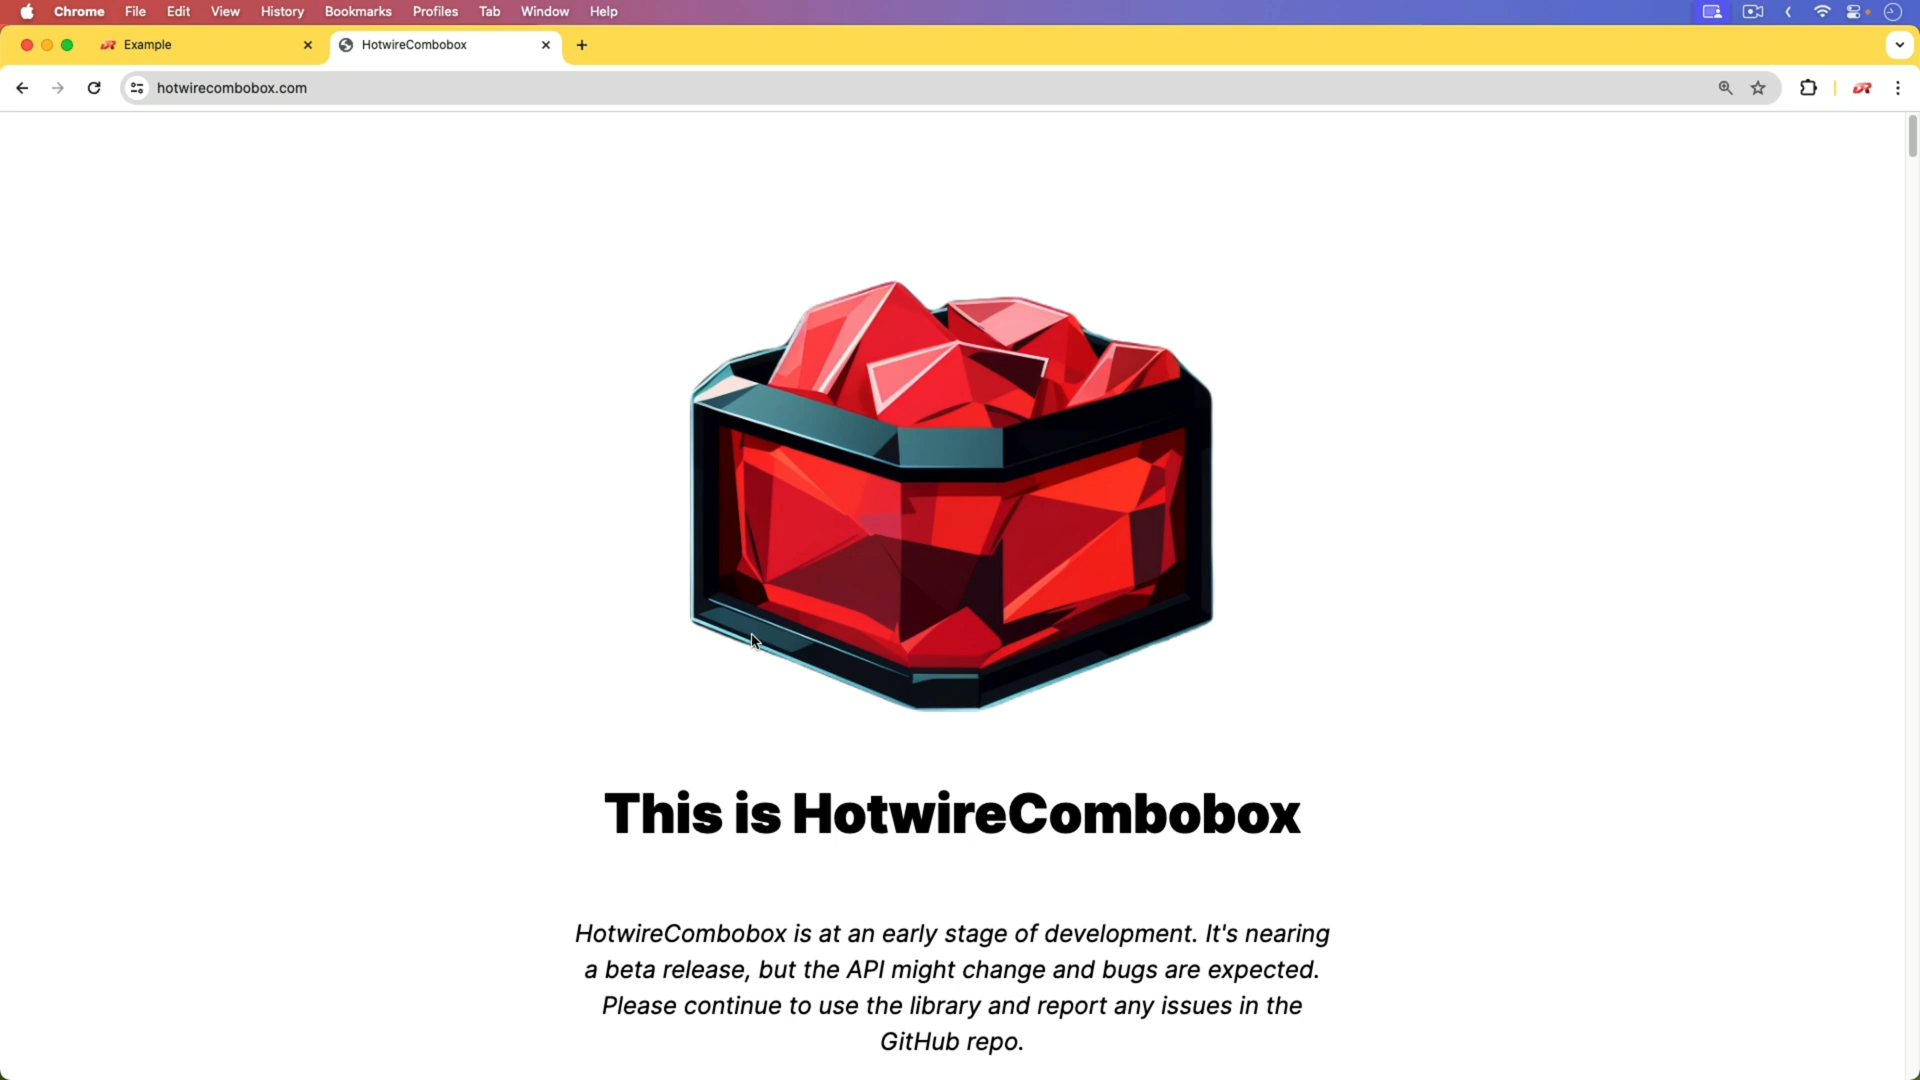 Chrome File Edit View History Bookmarks Profiles Tab Window Help
Example
HotwireCombobox
hotwirecombobox.com
This is HotwireCombobox
HotwireCombobox is at an early stage of development. It's nearing
a beta release, but the API might change and bugs are expected.
Please continue to use the library and report any issues in the
GitHub repo.